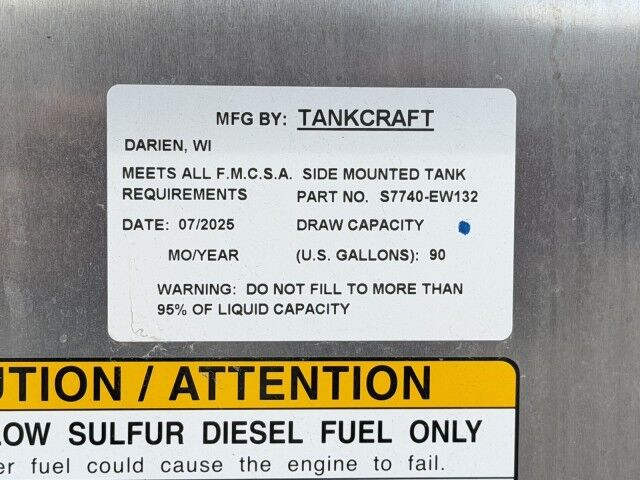 MFG BY: TANKCRAFT
DARIEN, WI
MEETS ALL F.M.C.S.A. SIDE MOUNTED TANK
REQUIREMENTS PART NO. S7740-EW132
DATE: 07/2025 DRAW CAPACITY
MO/YEAR (U.S. GALLONS): 90
WARNING: DO NOT FILL TO MORE THAN
95% OF LIQUID CAPACITY
UTION / ATTENTION
LOW SULFUR DIESEL FUEL ONLY
er fuel could cause the engine to fail.